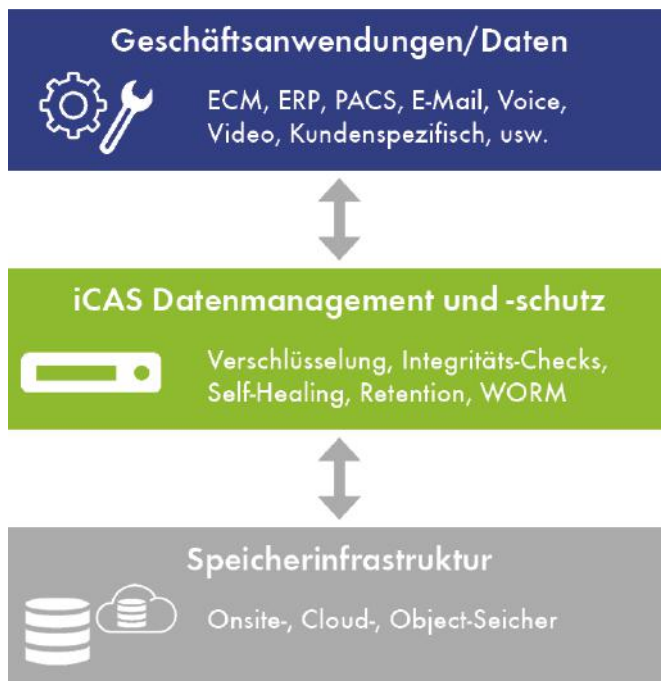 Geschäftsanwendungen/Daten
ECM, ERP, PACS, E-Mail, Voice,
Video, Kundenspezifisch, usw.
iCAS Datenmanagement und -schutz
Verschlüsselung, Integritäts-Checks,
Self-Healing, Retention, WORM
Speicherinfrastruktur
Onsite-, Cloud-, Object-Seicher